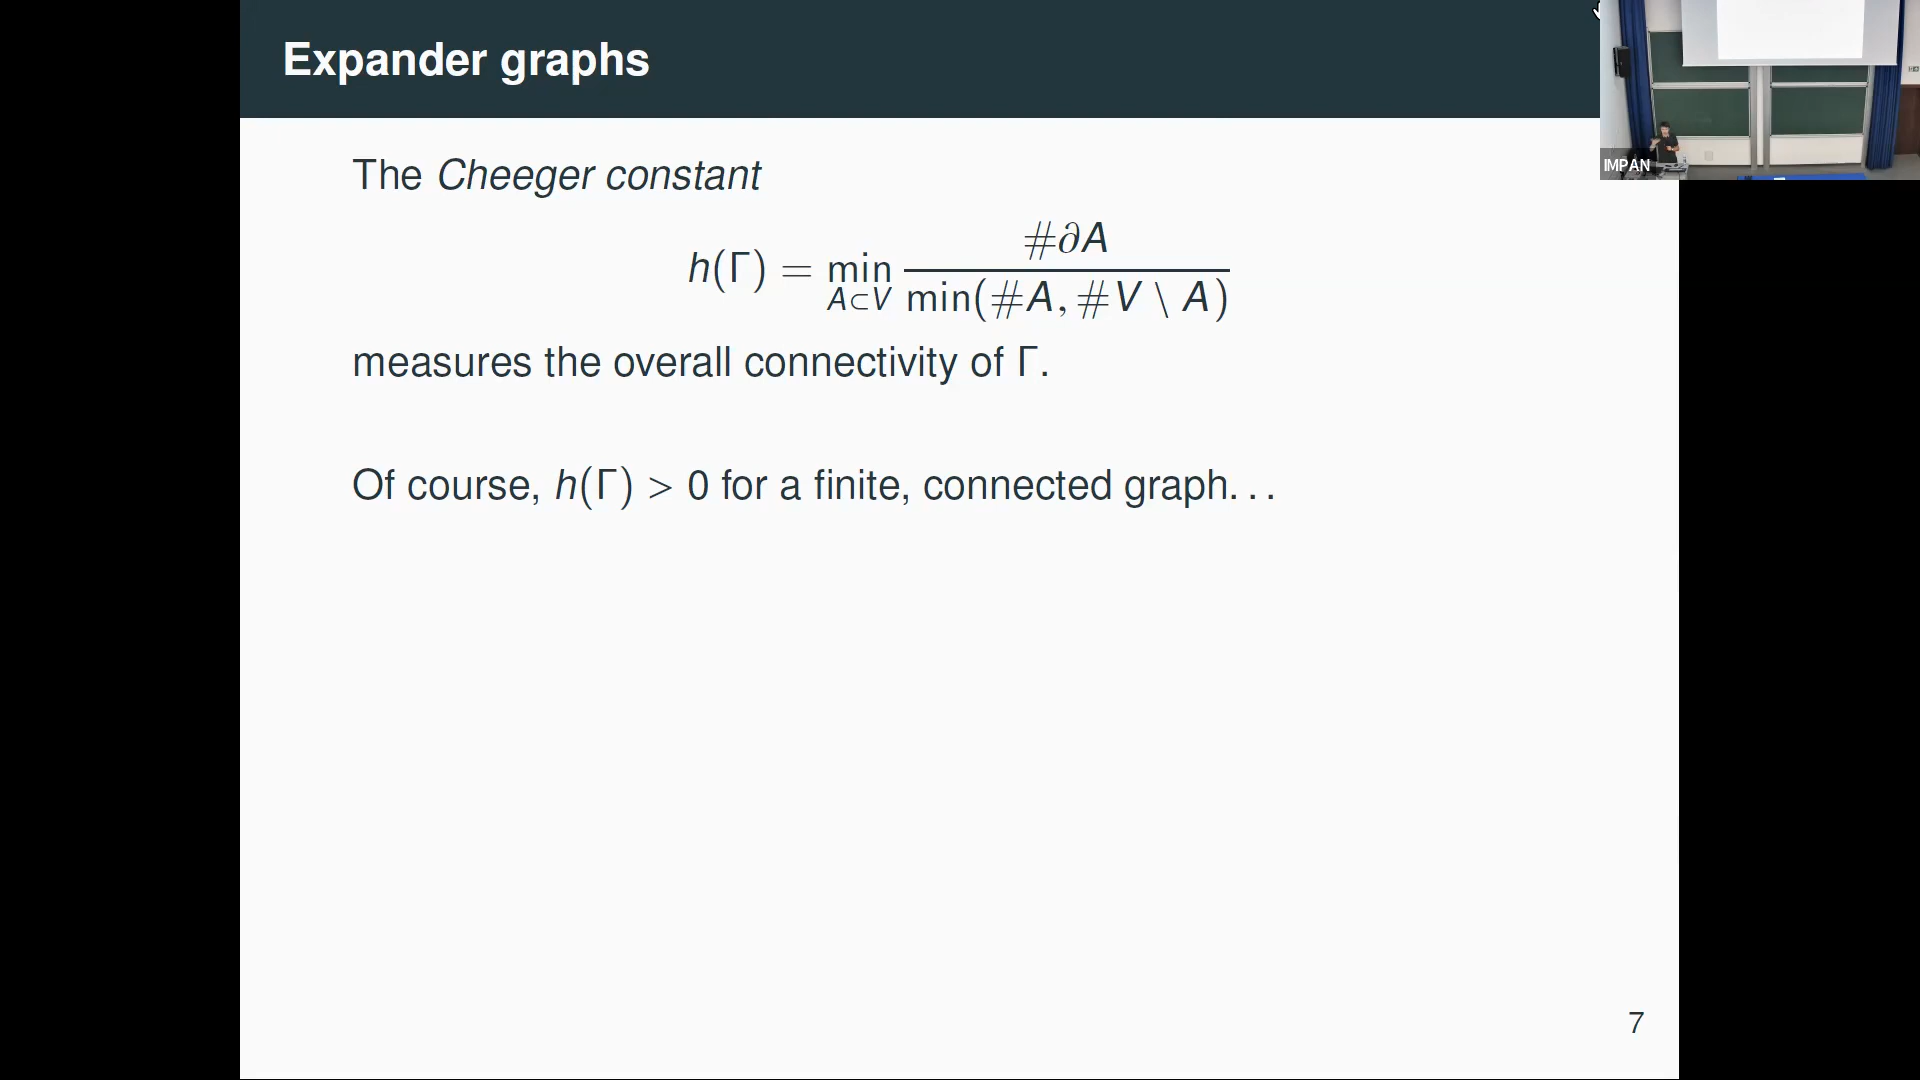 Expander graphs
The Cheeger constant
h(Γ) = min_{A⊂V} #∂A / min(#A, #V \ A)
measures the overall connectivity of Γ.
Of course, h(Γ) > 0 for a finite, connected graph. . .
7
IMPAN